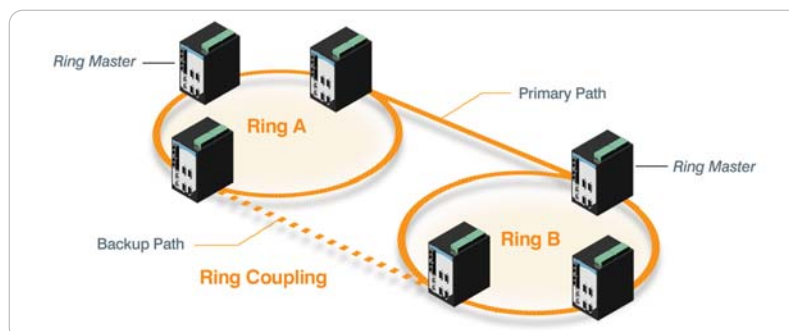 Ring Master
Primary Path
Ring A
Ring Master
Backup Path
Ring B
Ring Coupling